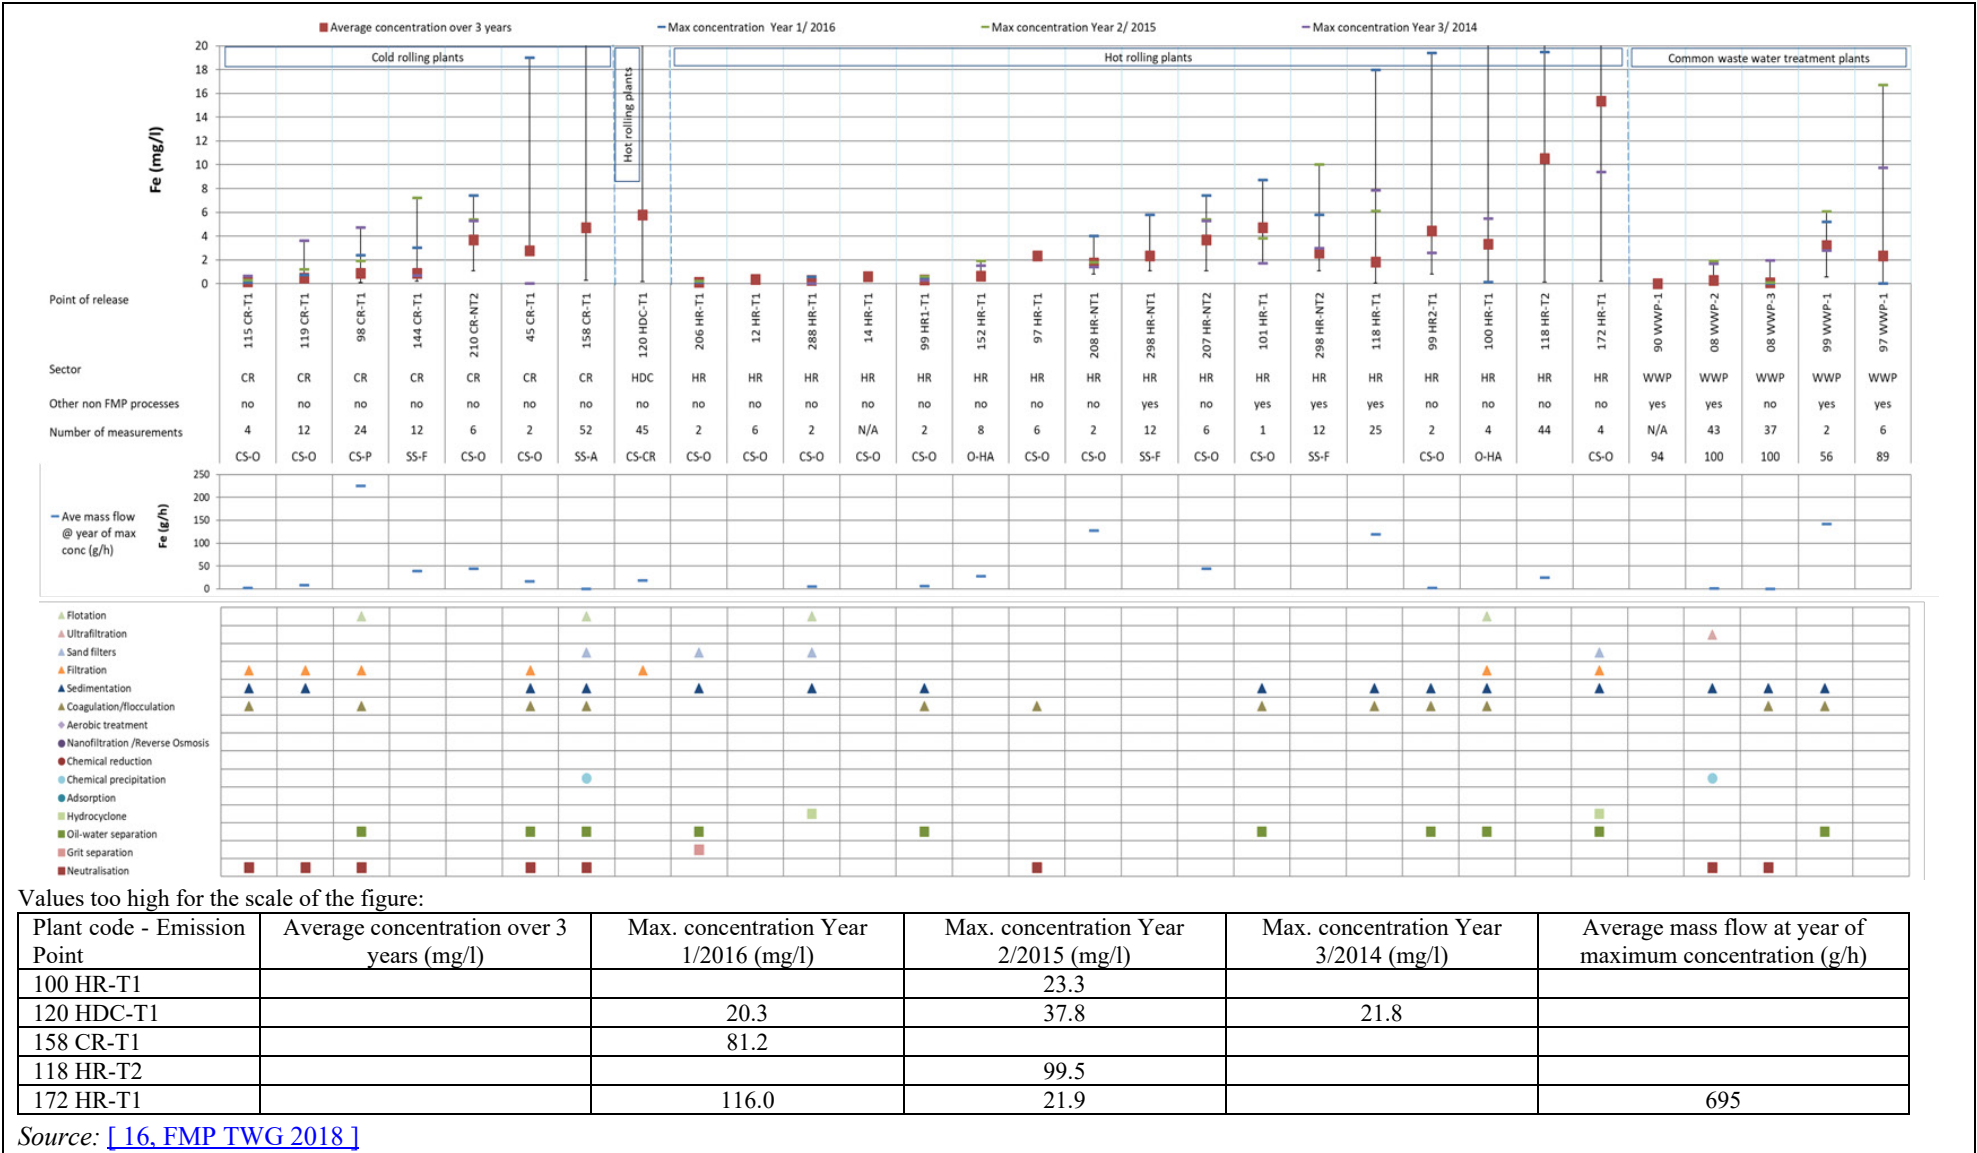 Average concentration over 3 years Max concentration Year 1/ 2016 Max concentration Year 2/ 2015 Max concentration Year 3/ 2014
Cold rolling plants Hot rolling plants Hot rolling plants Common waste water treatment plants
Fe (mg/l)
20
18
16
14
12
10
8
6
4
2
0
Point of release 115 CR-T1 119 CR-T1 98 CR-T1 144 CR-T1 210 CR-NT2 45 CR-T1 158 CR-T1 120 HDC-T1 206 HR-T1 12 HR-T1 288 HR-T1 14 HR-T1 99 HR1-T1 152 HR-T1 97 HR-T1 208 HR-NT1 298 HR-NT1 207 HR-NT2 101 HR-T1 298 HR-NT2 118 HR-T1 99 HR2-T1 100 HR-T1 118 HR-T2 172 HR-T1 90 WWP-1 08 WWP-2 08 WWP-3 99 WWP-1 97 WWP-1
Sector CR CR CR CR CR CR CR HDC HR HR HR HR HR HR HR HR HR HR HR HR HR HR HR HR HR WWP WWP WWP WWP WWP
Other non FMP processes no no no no no no no no no no no no no no no no yes no yes yes yes no no no no yes yes no yes yes
Number of measurements 4 12 24 12 6 2 52 45 2 6 2 N/A 2 8 6 2 12 6 1 12 25 2 4 44 4 N/A 43 37 2 6
CS-O CS-O CS-P SS-F CS-O CS-O SS-A CS-CR CS-O CS-O CS-O CS-O CS-O O-HA CS-O CS-O SS-F CS-O CS-O SS-F CS-O O-HA CS-O 94 100 100 56 89
Ave mass flow
@ year of max
conc (g/h)
Fe (g/h)
250
200
150
100
50
0
Flotation
Ultrafiltration
Sand filters
Filtration
Sedimentation
Coagulation/flocculation
Aerobic treatment
Nanofiltration /Reverse Osmosis
Chemical reduction
Chemical precipitation
Adsorption
Hydrocyclone
Oil-water separation
Grit separation
Neutralisation
Values too high for the scale of the figure:
Plant code - Emission Average concentration over 3 Max. concentration Year Max. concentration Year Max. concentration Year Average mass flow at year of
Point years (mg/l) 1/2016 (mg/l) 2/2015 (mg/l) 3/2014 (mg/l) maximum concentration (g/h)
100 HR-T1 23.3
120 HDC-T1 20.3 37.8 21.8
158 CR-T1 81.2
118 HR-T2 99.5
172 HR-T1 116.0 21.9 695
Source: [ 16, FMP TWG 2018 ]